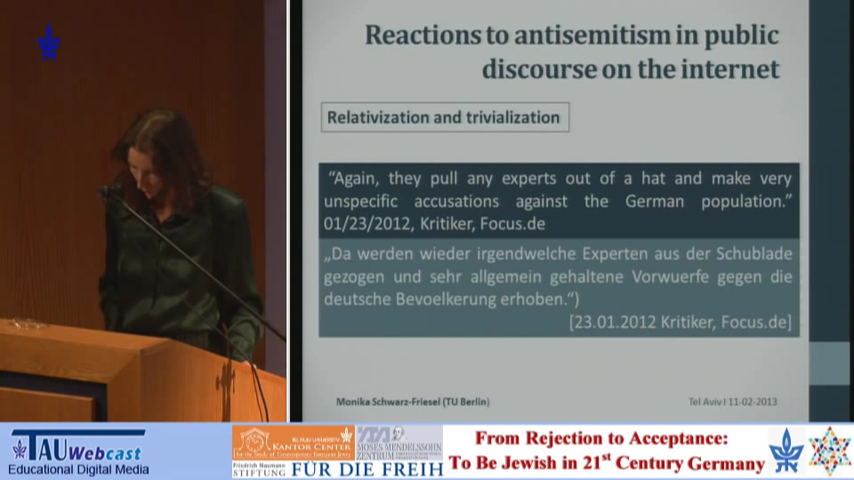 Reactions to antisemitism in public
discourse on the internet
Relativization and trivialization
“Again, they pull any experts out of a hat and make very
unspecific accusations against the German population.”
01/23/2012, Kritiker, Focus.de
„Da werden wieder irgendwelche Experten aus der Schublade
gezogen und sehr allgemein gehaltene Vorwuerfe gegen die
deutsche Bevoelkerung erhoben.“)
[23.01.2012 Kritiker, Focus.de]
Monika Schwarz-Friesel (TU Berlin)
Tel Aviv I 11-02-2013
TAU Webcast
Educational Digital Media
KANTOR CENTER
MOSES MENDELSSOHN
ZENTRUM
Friedrich Naumann
STIFTUNG FÜR DIE FREIH
From Rejection to Acceptance:
To Be Jewish in 21st Century Germany